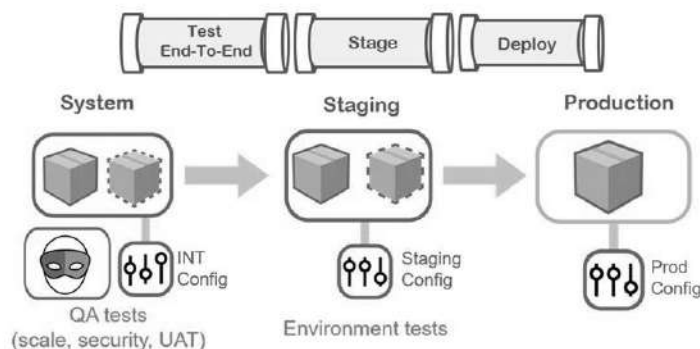 Test
End-To-End
Stage
Deploy
System
Staging
Production
INT
Config
Staging
Config
Prod
Config
QA tests
(scale, security, UAT)
Environment tests